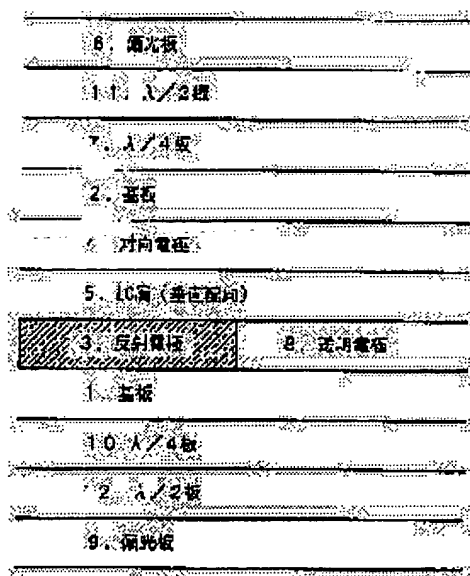 6. 偏光板
11. λ／2板
7. λ／4板
2. 基板
4 対向電極
5. LC層（垂直配向）
3. 反射電極 8. 透明電極
1. 基板
10 λ／4板
2. λ／2板
9. 偏光板